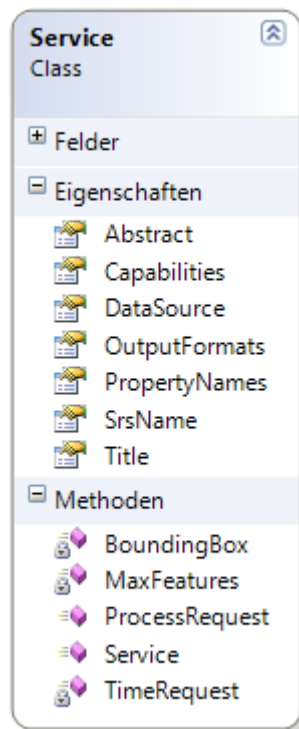 Service
Class
Felder
Eigenschaften
Abstract
Capabilities
DataSource
OutputFormats
PropertyNames
SrsName
Title
Methoden
BoundingBox
MaxFeatures
ProcessRequest
Service
TimeRequest